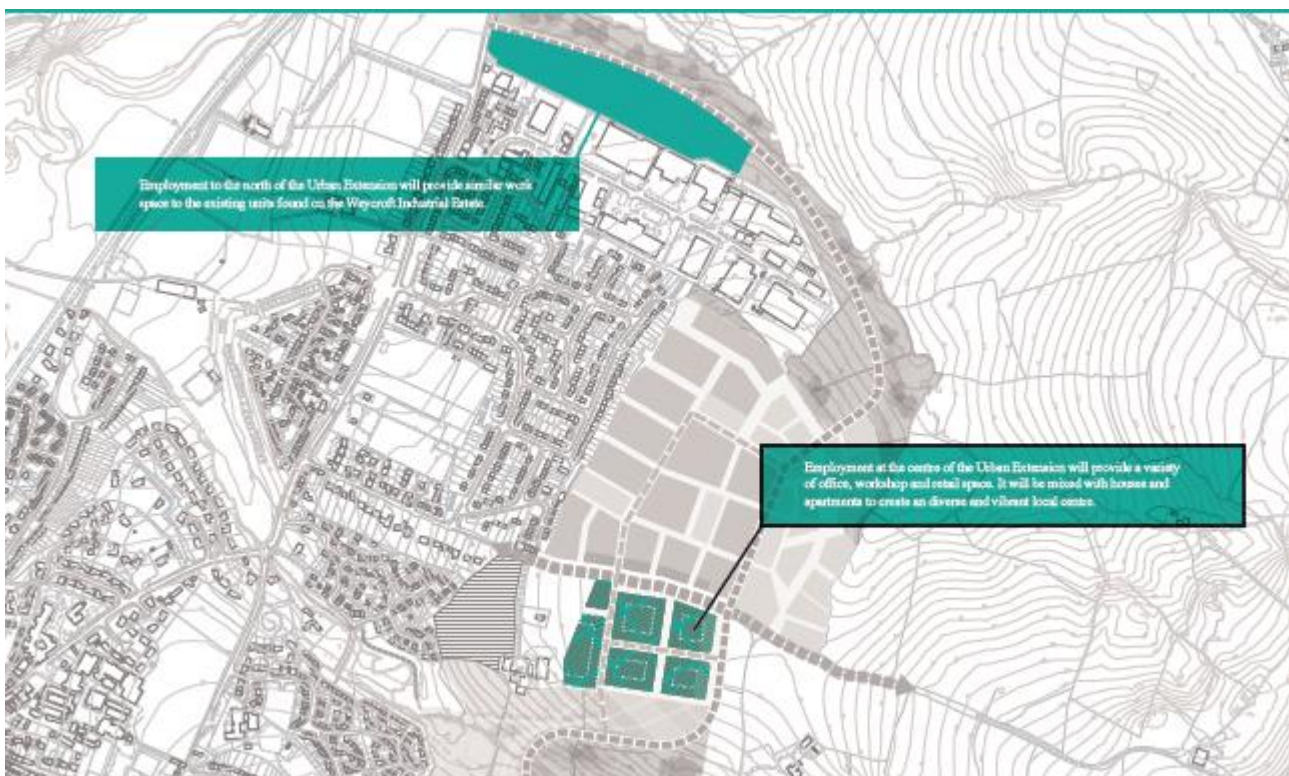 Employment to the north of the Urban Extension will provide similar work
space to the existing units found on the Weycroft Industrial Estate.
Employment at the centre of the Urban Extension will provide a variety
of office, workshop and retail space. It will be mixed with houses and
apartments to create an diverse and vibrant local centre.